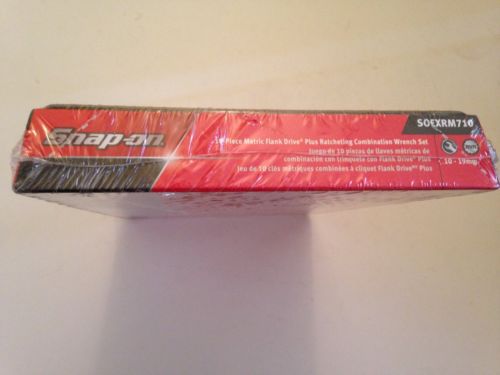 Snap-on
SOEXRM710
Piece Metric Flank Drive® Plus Ratcheting Combination Wrench Set
Juego de 10 piezas de llaves métricas de
combinación con trinquete con Flank Drive® Plus
Jeu de 10 clés métriques combinées à cliquet Flank Drive® Plus
10 - 19mm